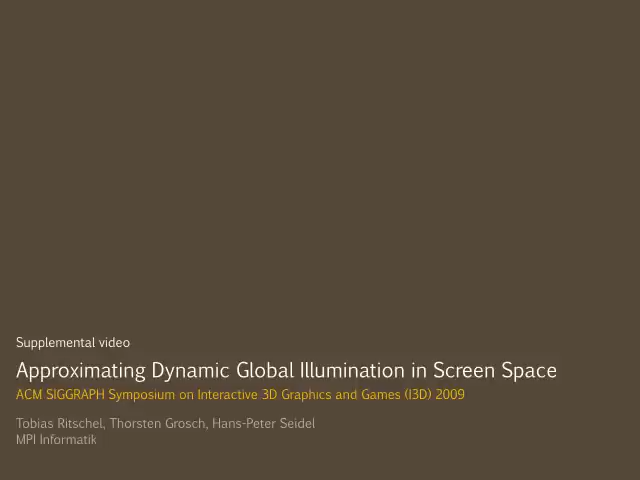 Supplemental video
Approximating Dynamic Global Illumination in Screen Space
ACM SIGGRAPH Symposium on Interactive 3D Graphics and Games (I3D) 2009
Tobias Ritschel, Thorsten Grosch, Hans-Peter Seidel
MPI Informatik